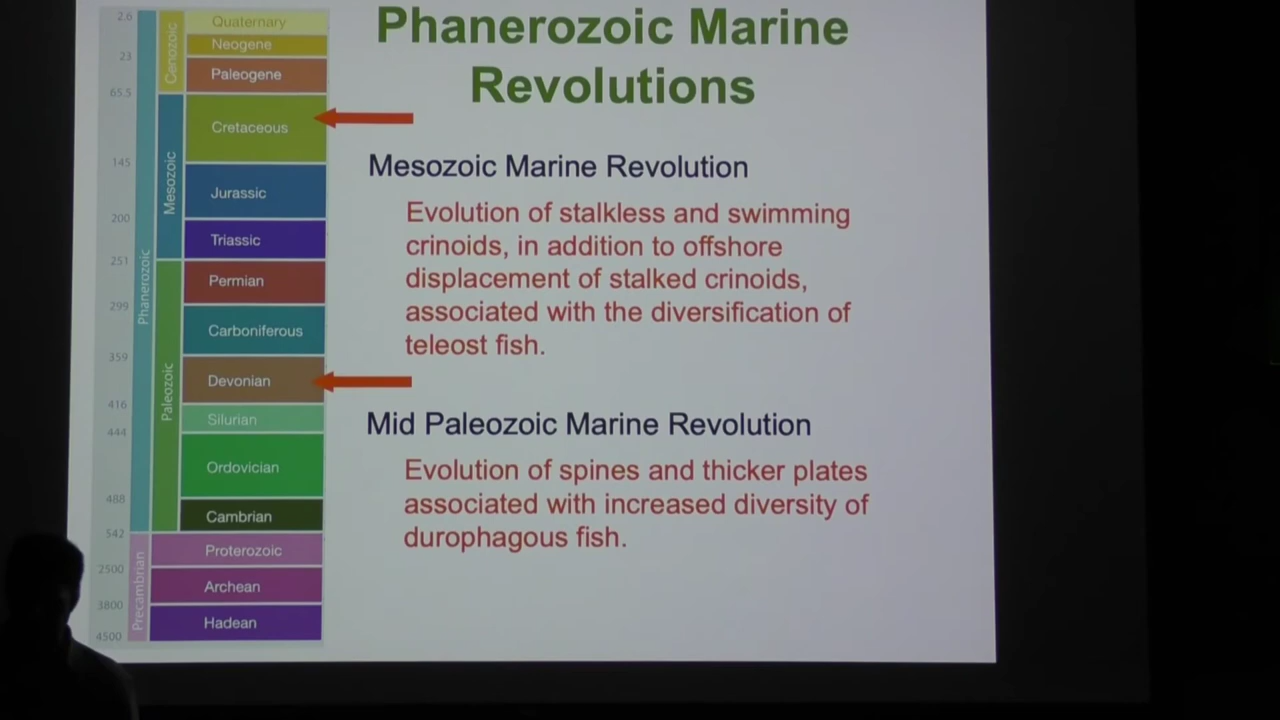 Phanerozoic Marine
Revolutions
2.6
23
65.5
145
200
251
299
359
416
444
488
542
2500
3800
4500
Phanerozoic
Precambrian
Cenozoic
Mesozoic
Paleozoic
Quaternary
Neogene
Paleogene
Cretaceous
Jurassic
Triassic
Permian
Carboniferous
Devonian
Silurian
Ordovician
Cambrian
Proterozoic
Archean
Hadean
Mesozoic Marine Revolution
Evolution of stalkless and swimming
crinoids, in addition to offshore
displacement of stalked crinoids,
associated with the diversification of
teleost fish.
Mid Paleozoic Marine Revolution
Evolution of spines and thicker plates
associated with increased diversity of
durophagous fish.